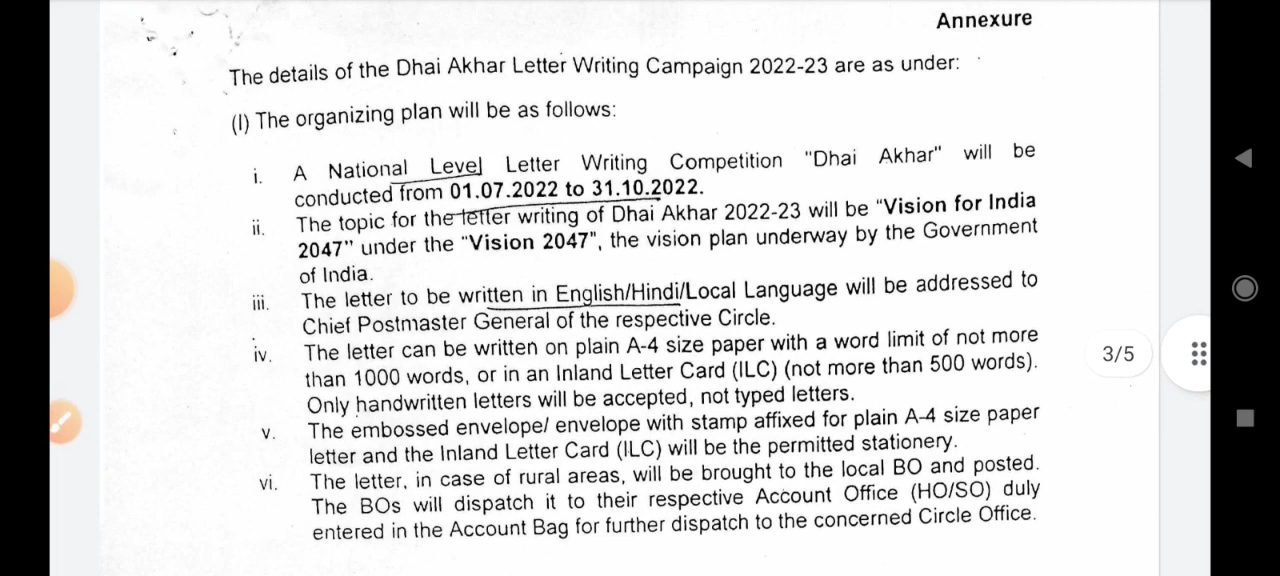 Annexure
The details of the Dhai Akhar Letter Writing Campaign 2022-23 are as under:
(I) The organizing plan will be as follows:
i. A National Level Letter Writing Competition "Dhai Akhar" will be
conducted from 01.07.2022 to 31.10.2022.
ii. The topic for the letter writing of Dhai Akhar 2022-23 will be "Vision for India
2047" under the "Vision 2047", the vision plan underway by the Government
of India.
iii. The letter to be written in English/Hindi/Local Language will be addressed to
Chief Postmaster General of the respective Circle.
iv. The letter can be written on plain A-4 size paper with a word limit of not more
than 1000 words, or in an Inland Letter Card (ILC) (not more than 500 words).
Only handwritten letters will be accepted, not typed letters.
v. The embossed envelope/ envelope with stamp affixed for plain A-4 size paper
letter and the Inland Letter Card (ILC) will be the permitted stationery.
vi. The letter, in case of rural areas, will be brought to the local BO and posted.
The BOs will dispatch it to their respective Account Office (HO/SO) duly
entered in the Account Bag for further dispatch to the concerned Circle Office.
3/5